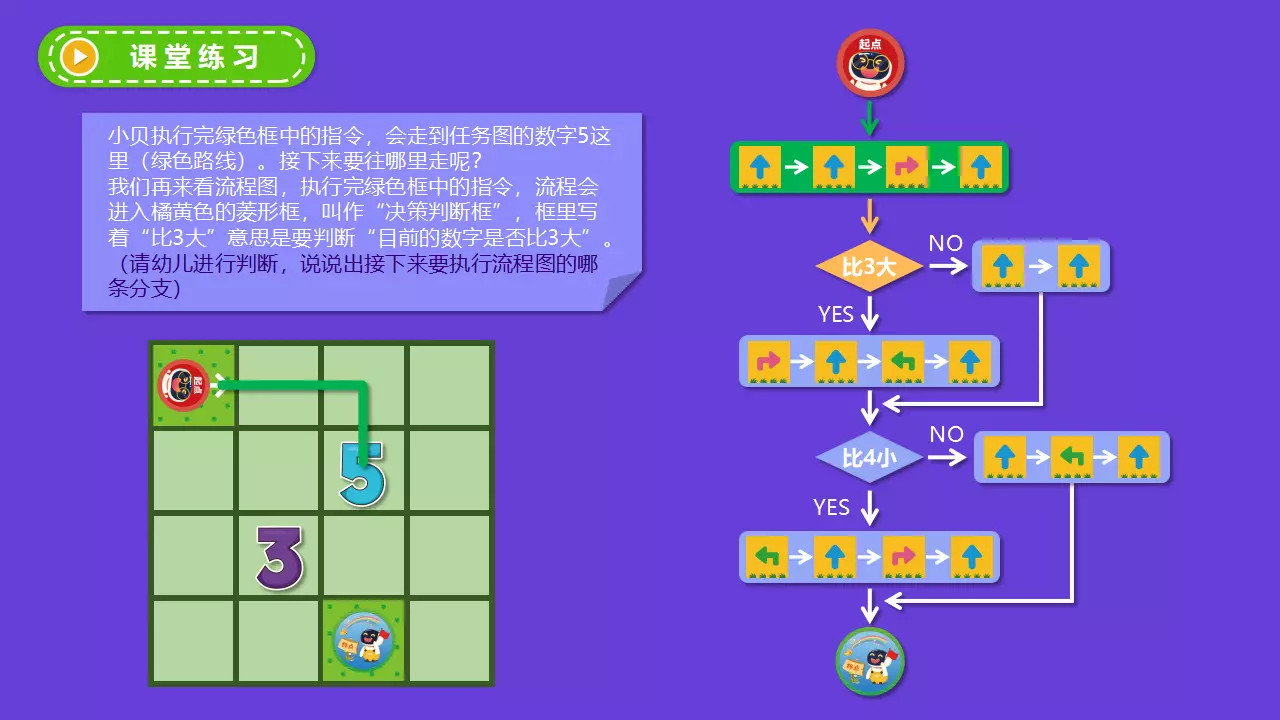 课堂练习
小贝执行完绿色框中的指令，会走到任务图的数字5这
里（绿色路线）。接下来要往哪里走呢？
我们再来看流程图，执行完绿色框中的指令，流程会
进入橘黄色的菱形框，叫作“决策判断框”，框里写
着“比3大”意思是要判断“目前的数字是否比3大”。
（请幼儿进行判断，说说出接下来要执行流程图的哪
条分支）
起点
5
3
终点
起点
比3大
NO
YES
比4小
NO
YES
终点